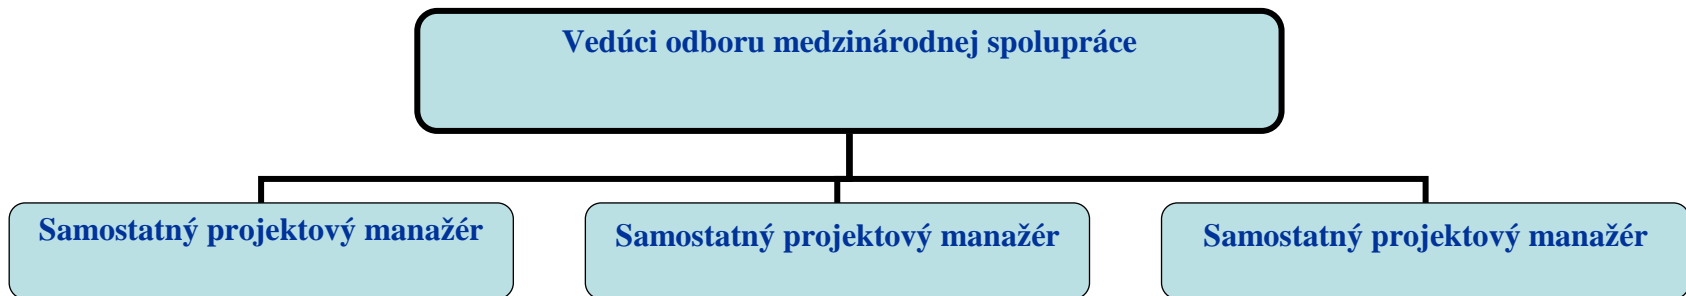 Vedúci odboru medzinárodnej spolupráce
Samostatný projektový manažér
Samostatný projektový manažér
Samostatný projektový manažér